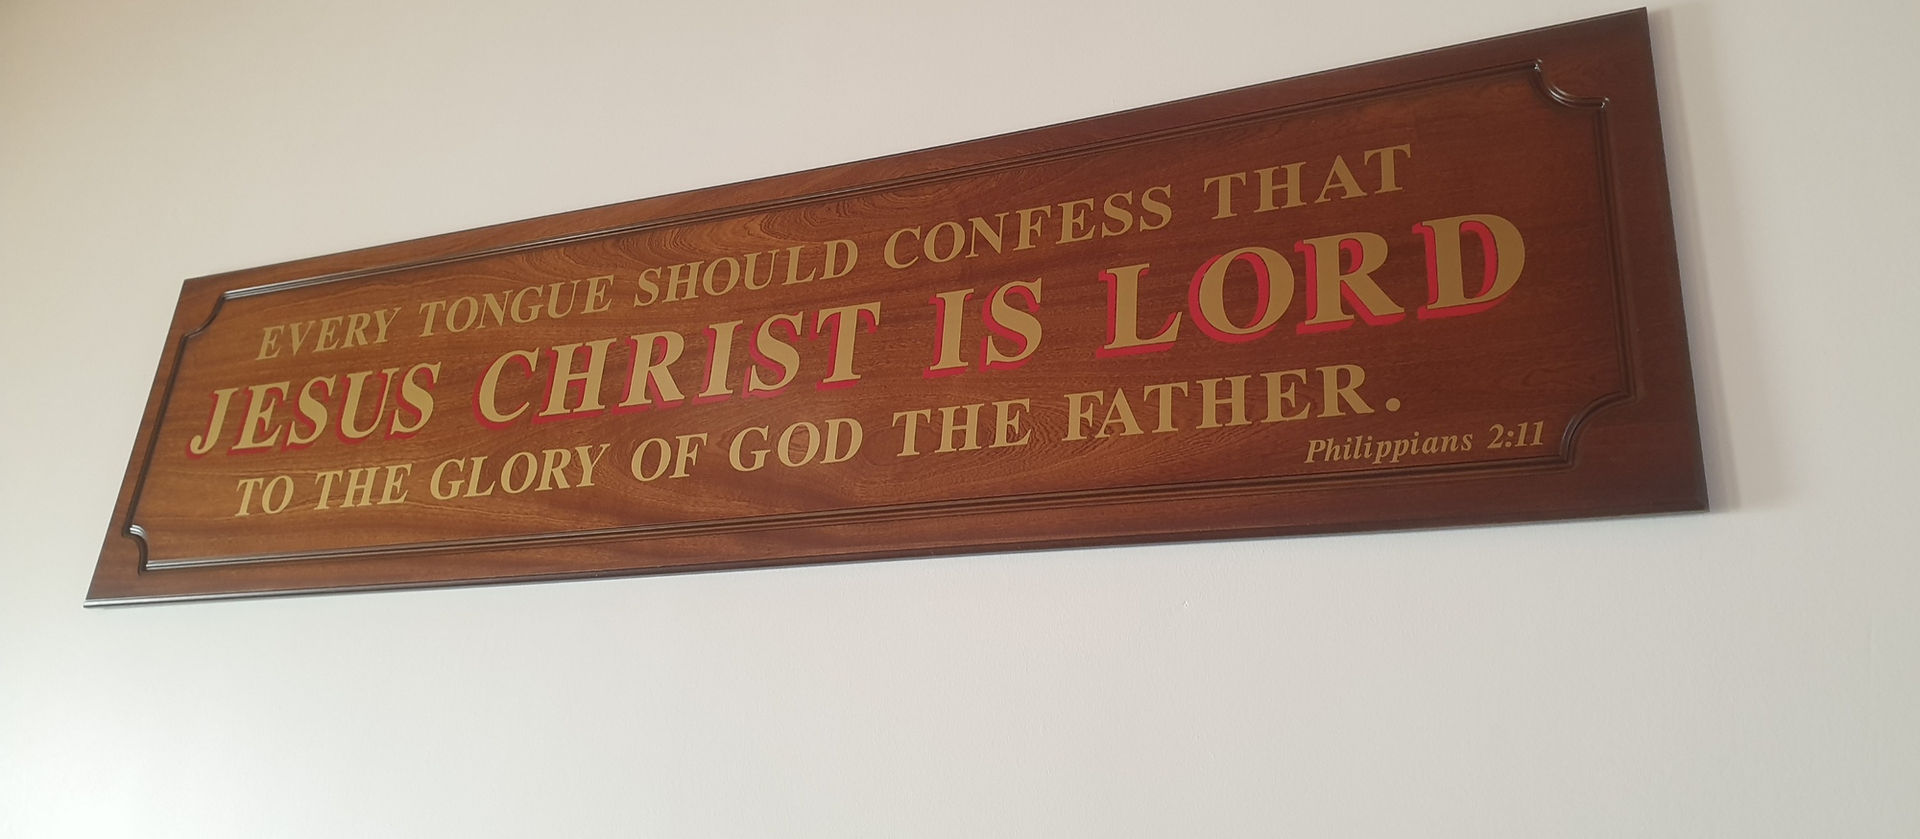 EVERY TONGUE SHOULD CONFESS THAT
JESUS CHRIST IS LORD
TO THE GLORY OF GOD THE FATHER.
Philippians 2:11